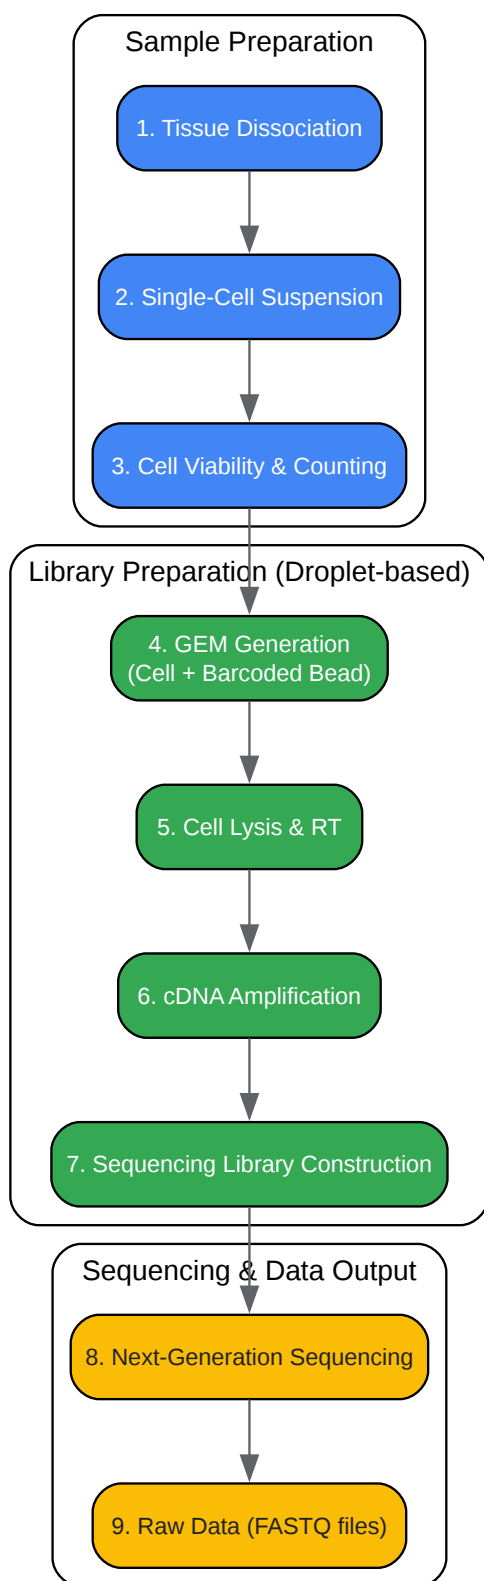 Sample Preparation
1. Tissue Dissociation
2. Single-Cell Suspension
3. Cell Viability & Counting
Library Preparation (Droplet-based)
4. GEM Generation
(Cell + Barcoded Bead)
5. Cell Lysis & RT
6. cDNA Amplification
7. Sequencing Library Construction
Sequencing & Data Output
8. Next-Generation Sequencing
9. Raw Data (FASTQ files)